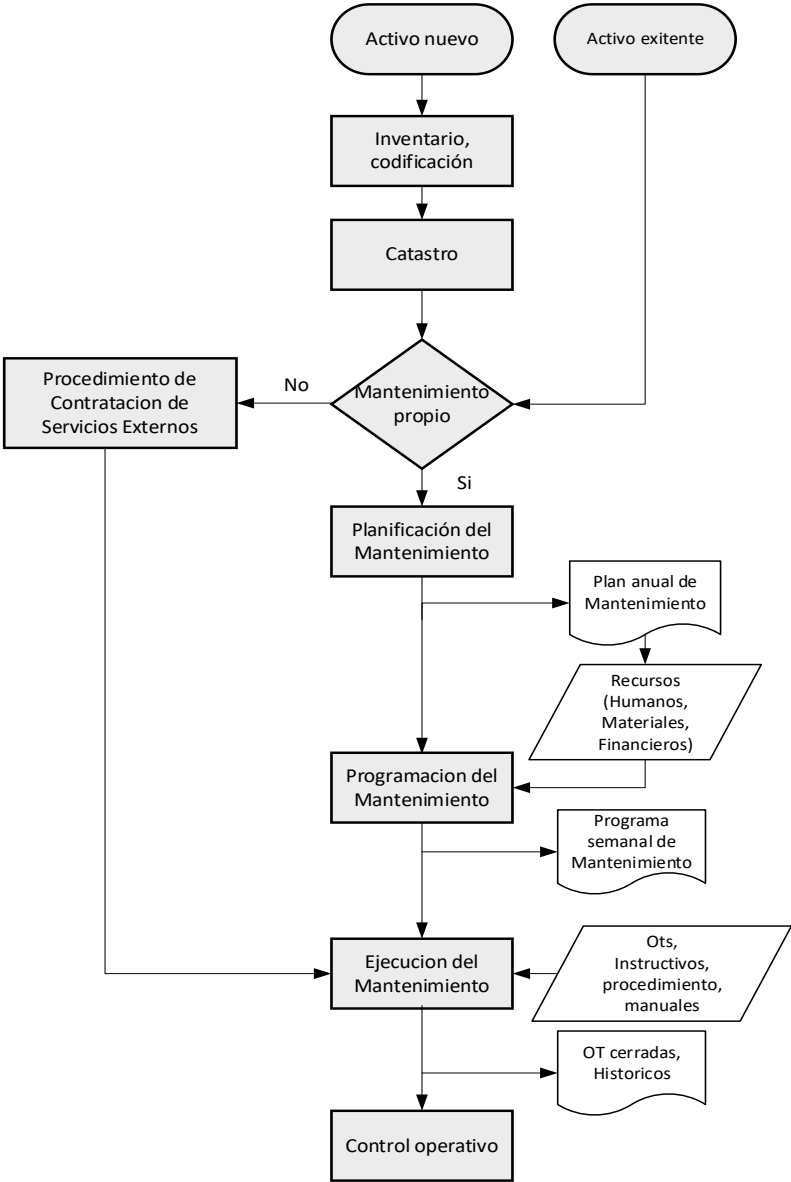 Activo nuevo
Activo exitente
Inventario,
codificación
Catastro
Procedimiento de
Contratacion de
Servicios Externos
No
Mantenimiento
propio
Si
Planificación del
Mantenimiento
Plan anual de
Mantenimiento
Recursos
(Humanos,
Materiales,
Financieros)
Programacion del
Mantenimiento
Programa
semanal de
Mantenimiento
Ejecucion del
Mantenimiento
Ots,
Instructivos,
procedimiento,
manuales
OT cerradas,
Historicos
Control operativo